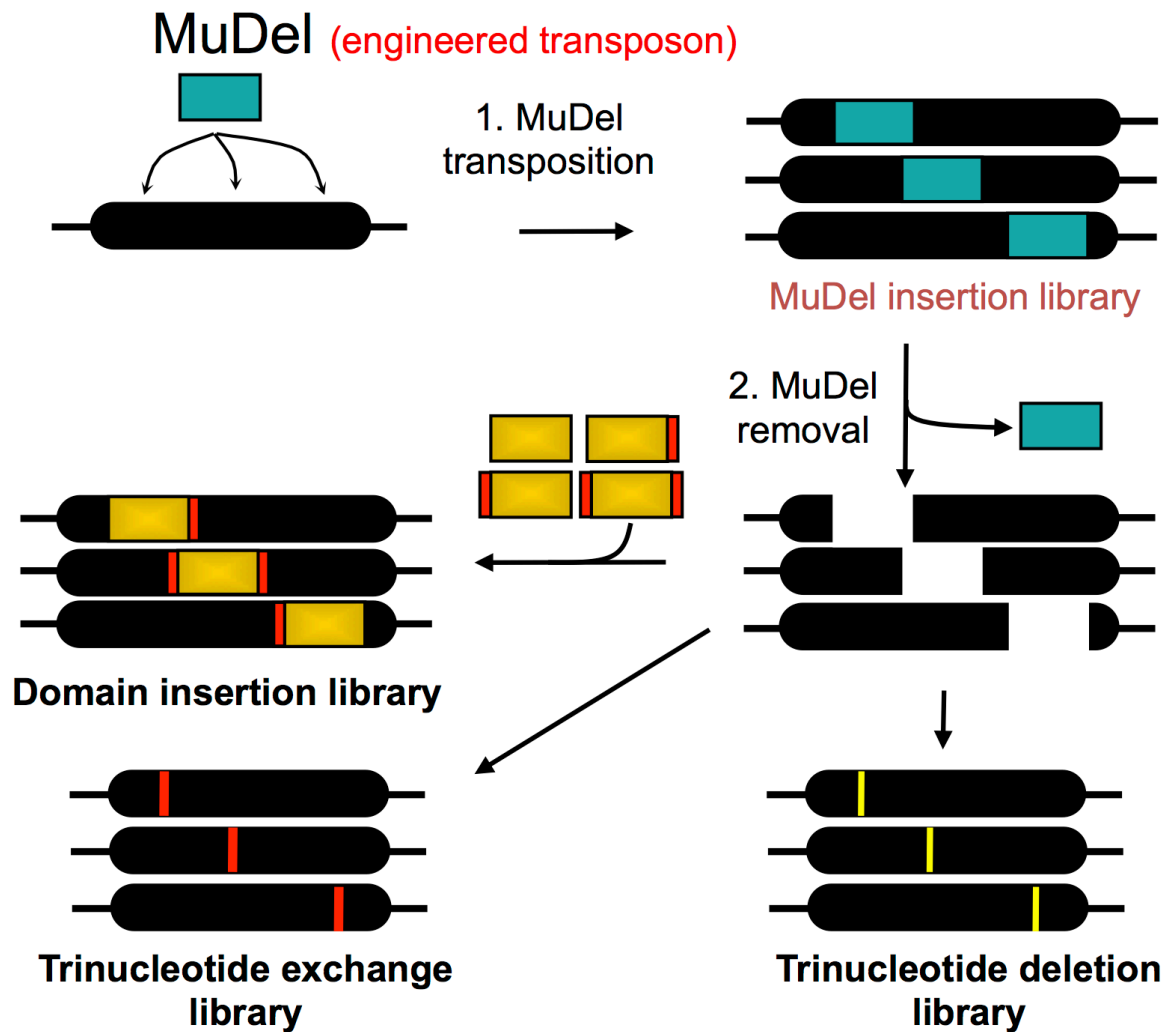 MuDel (engineered transposon)
1. MuDel
transposition
MuDel insertion library
2. MuDel
removal
Domain insertion library
Trinucleotide exchange
library
Trinucleotide deletion
library